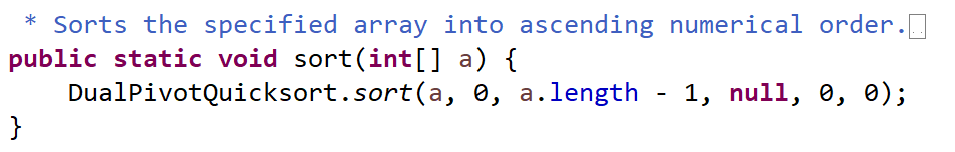 * Sorts the specified array into ascending numerical order.
public static void sort(int[] a) {
DualPivotQuicksort.sort(a, 0, a.length - 1, null, 0, 0);
}